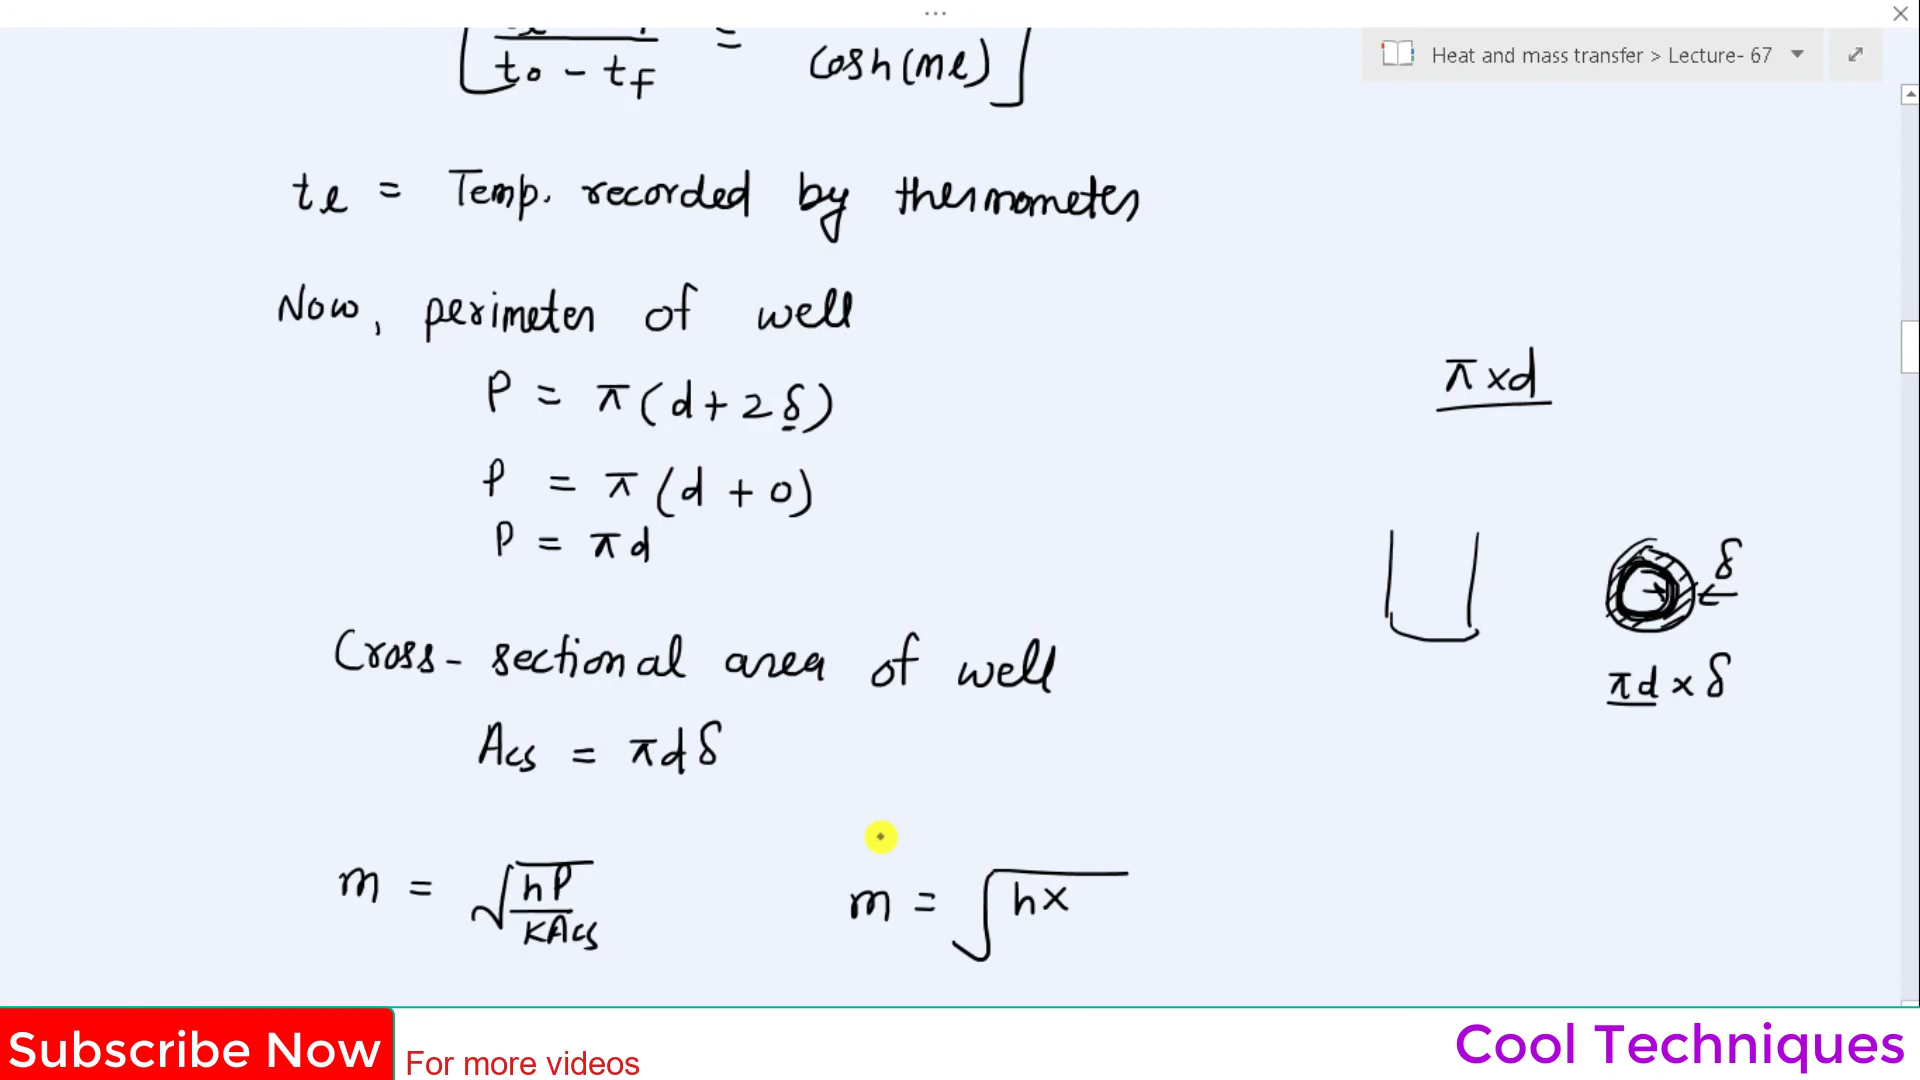 t₀ - t_F = cosh(ml)
Heat and mass transfer > Lecture- 67
t_l = Temp. recorded by thermometer
Now, perimeter of well
P = π(d+2δ)
P = π(d+0)
P = πd
π×d
δ
πd × δ
Cross-sectional area of well
Acs = πdδ
m = √hP/KAcs
m = √h×
Subscribe Now
For more videos
Cool Techniques